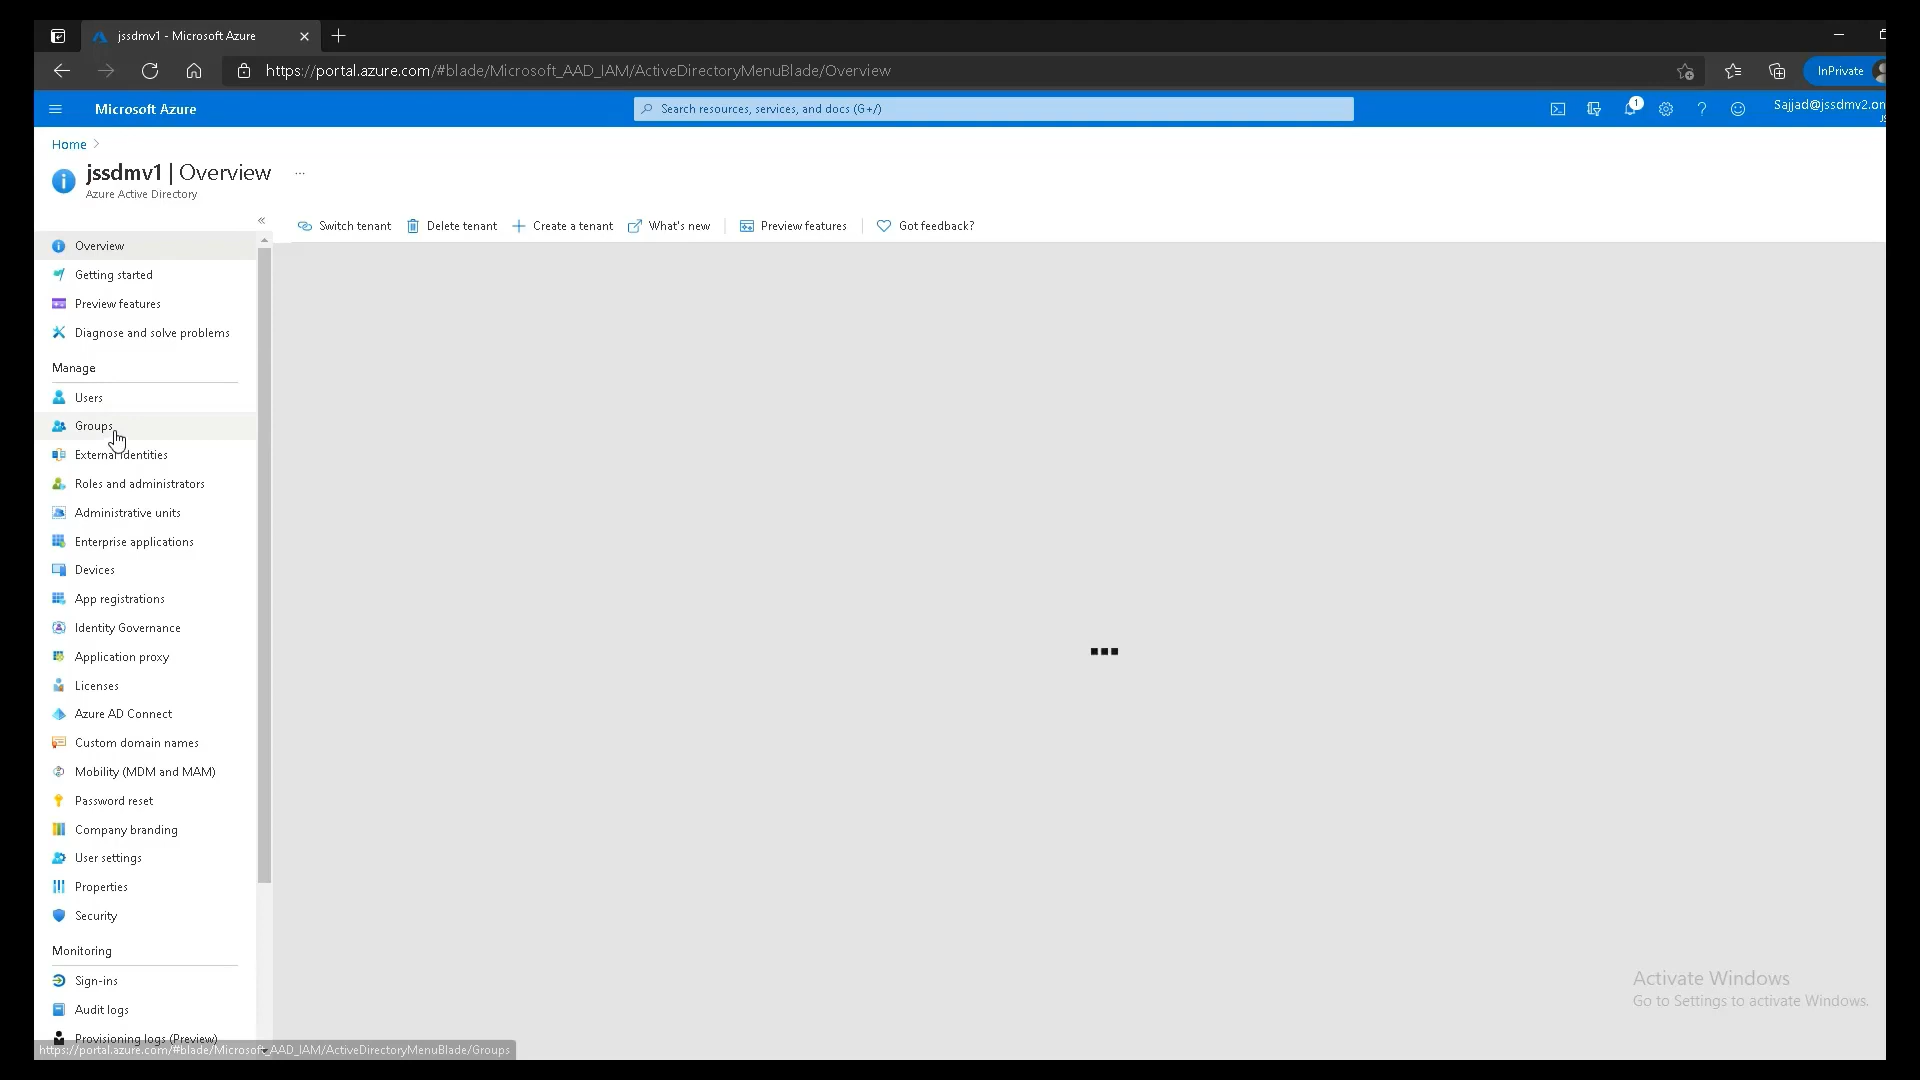 jssdmv1 - Microsoft Azure
https://portal.azure.com/#blade/Microsoft_AAD_IAM/ActiveDirectoryMenuBlade/Overview
InPrivate
Microsoft Azure
Search resources, services, and docs (G+/)
1
Sajjad@jssdmv2.on
JS
Home
jssdmv1 | Overview
Azure Active Directory
Switch tenant
Delete tenant
Create a tenant
What's new
Preview features
Got feedback?
Overview
Getting started
Preview features
Diagnose and solve problems
Manage
Users
Groups
External Identities
Roles and administrators
Administrative units
Enterprise applications
Devices
App registrations
Identity Governance
Application proxy
Licenses
Azure AD Connect
Custom domain names
Mobility (MDM and MAM)
Password reset
Company branding
User settings
Properties
Security
Monitoring
Sign-ins
Audit logs
Provisioning logs (Preview)
https://portal.azure.com/#blade/Microsoft_AAD_IAM/ActiveDirectoryMenuBlade/Groups
Activate Windows
Go to Settings to activate Windows.